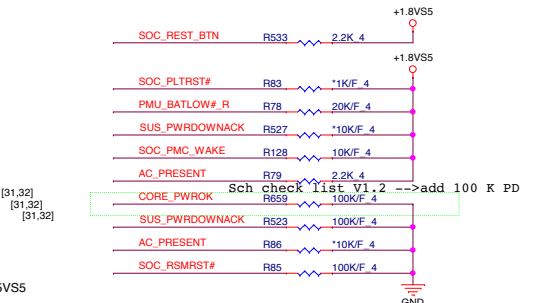 +1.8VS5
SOC_REST_BTN R533 2.2K_4
+1.8VS5
SOC_PLTRST# R83 *1K/F_4
PMU_BATLOW#_R R78 20K/F_4
SUS_PWRDOWNACK R527 *10K/F_4
SOC_PMC_WAKE R128 10K/F_4
AC_PRESENT R79 2.2K_4
Sch check list V1.2 -->add 100 K PD
[31,32] CORE_PWROK R659 100K/F_4
[31,32]
[31,32]
SUS_PWRDOWNACK R523 100K/F_4
AC_PRESENT R86 *10K/F_4
SOC_RSMRST# R85 100K/F_4
5VS5
GND